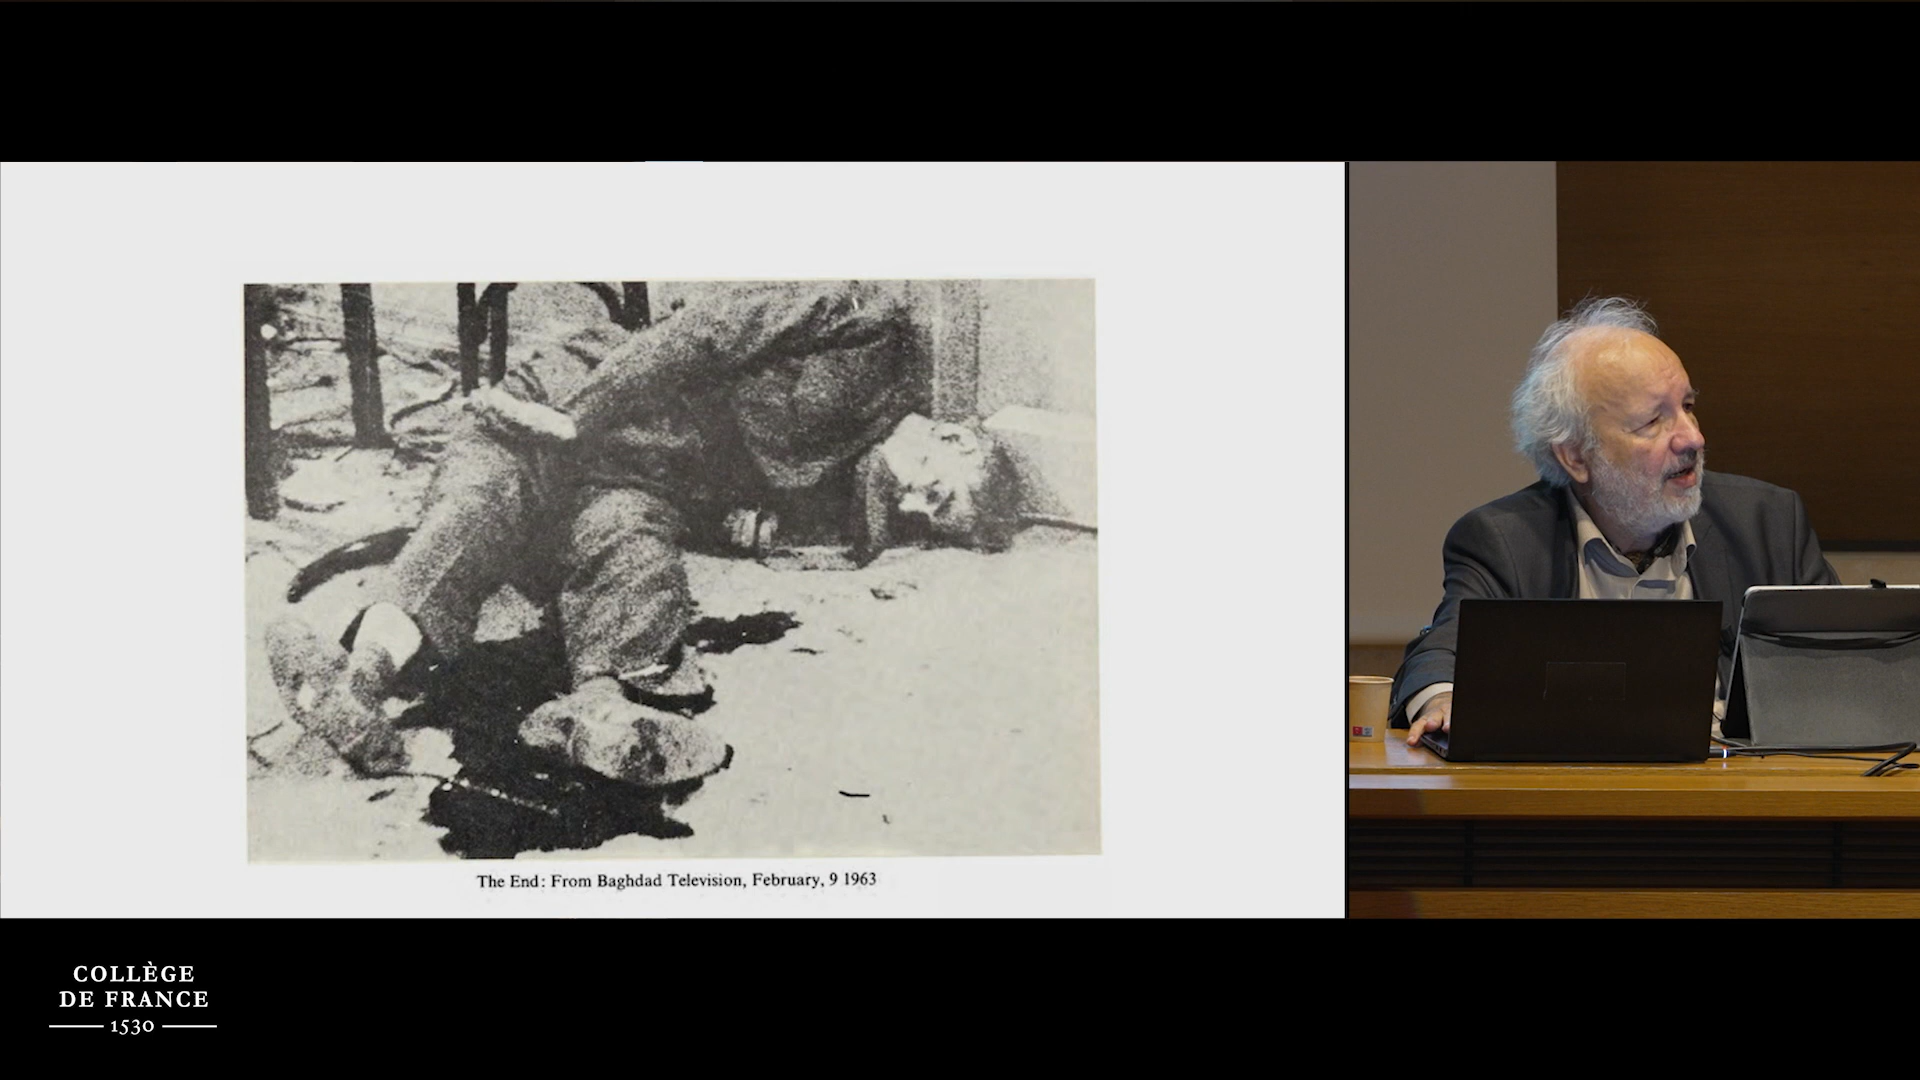 The End: From Baghdad Television, February, 9 1963
COLLÈGE
DE FRANCE
1530